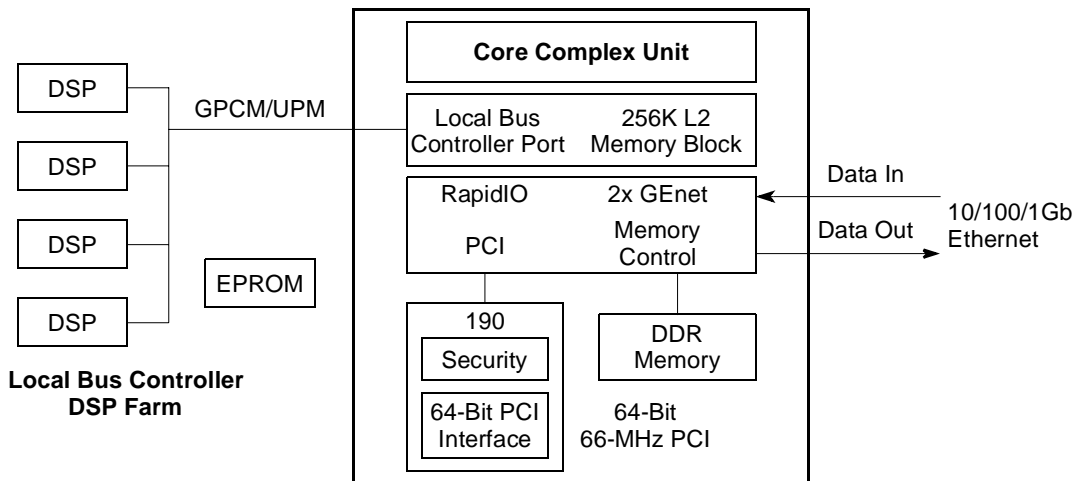 Core Complex Unit
DSP
DSP
DSP
DSP
GPCM/UPM
EPROM
Local Bus Controller
DSP Farm
Local Bus
Controller Port
256K L2
Memory Block
RapidIO
2x GEnet
PCI
Memory
Control
Data In
Data Out
10/100/1Gb
Ethernet
190
Security
64-Bit PCI
Interface
DDR
Memory
64-Bit
66-MHz PCI